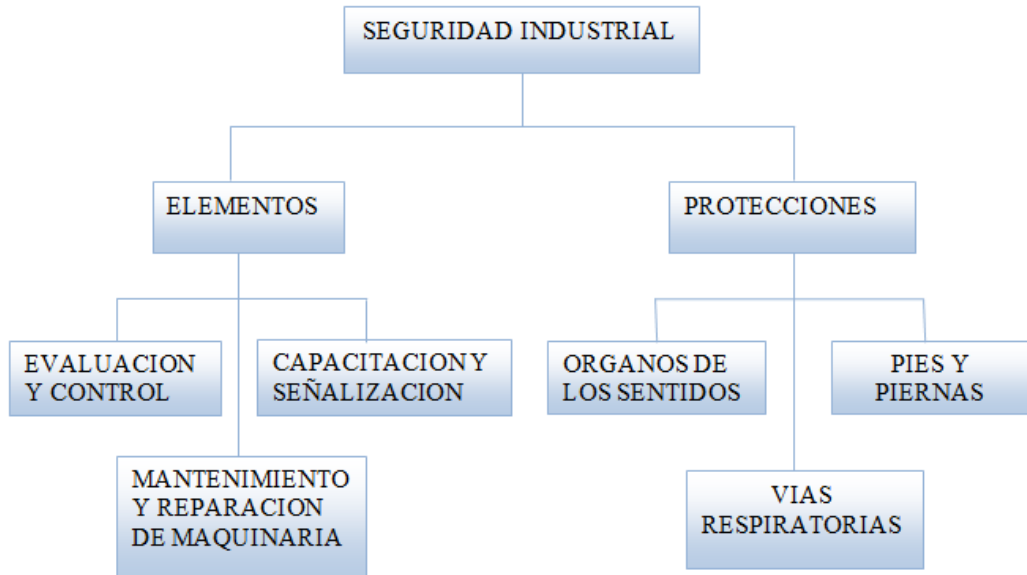 SEGURIDAD INDUSTRIAL
ELEMENTOS
PROTECCIONES
EVALUACION
Y CONTROL
CAPACITACION Y
SEÑALIZACION
ORGANOS DE
LOS SENTIDOS
PIES Y
PIERNAS
MANTENIMIENTO
Y REPARACION
DE MAQUINARIA
VIAS
RESPIRATORIAS